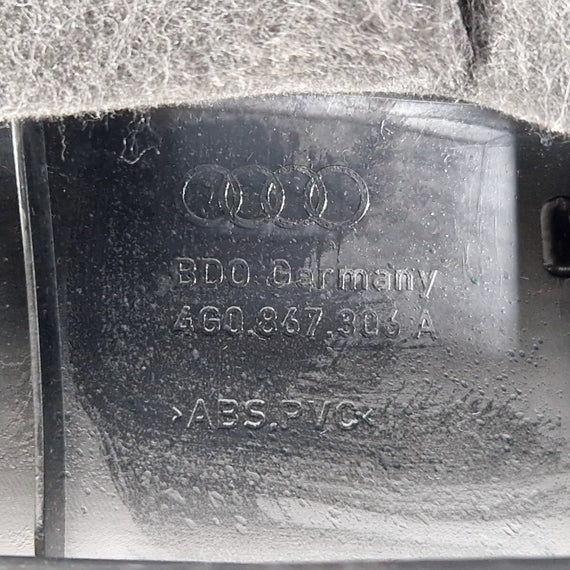 BDO Germany
4G0.867.306 A
>ABS.PVC<